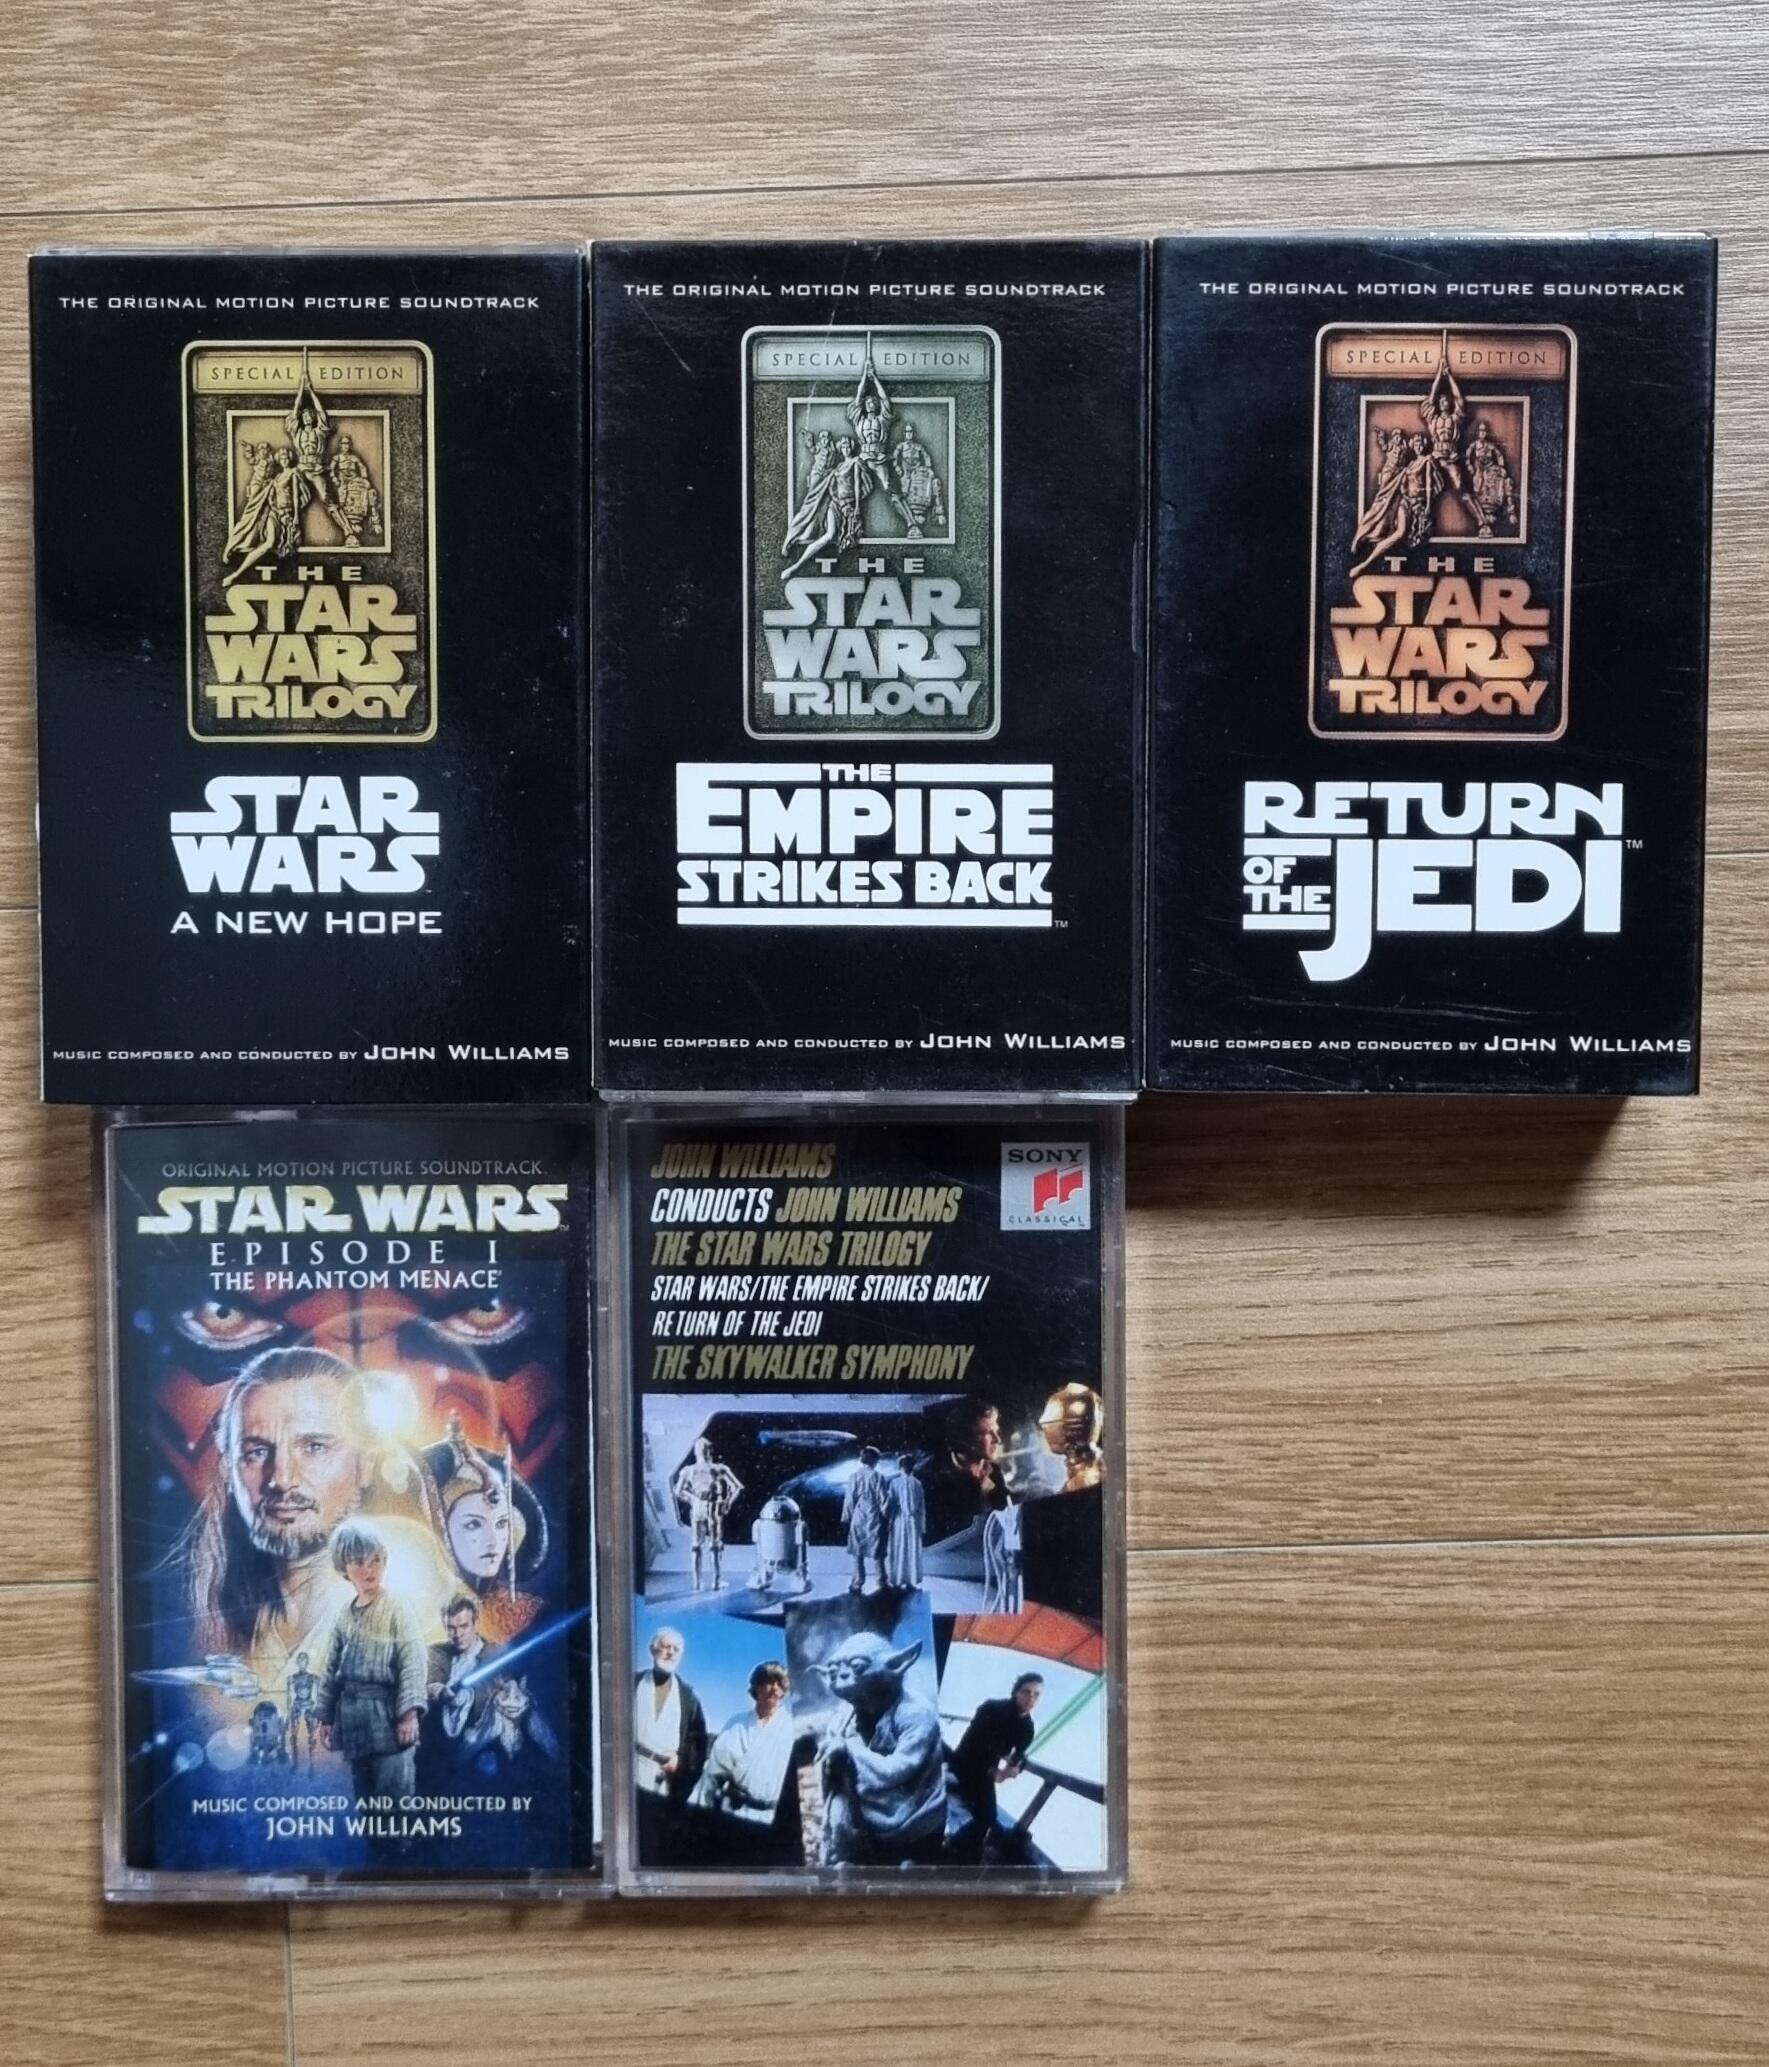 THE ORIGINAL MOTION PICTURE SOUNDTRACK
SPECIAL EDITION
THE
STAR
WARS
TRILOGY
STAR
WARS
A NEW HOPE
MUSIC COMPOSED AND CONDUCTED BY JOHN WILLIAMS
THE ORIGINAL MOTION PICTURE SOUNDTRACK
SPECIAL EDITION
THE
STAR
WARS
TRILOGY
THE
EMPIRE
STRIKES BACK
TM
MUSIC COMPOSED AND CONDUCTED BY JOHN WILLIAMS
THE ORIGINAL MOTION PICTURE SOUNDTRACK
SPECIAL EDITION
THE
STAR
WARS
TRILOGY
RETURN
OF
THE
JEDI
TM
MUSIC COMPOSED AND CONDUCTED BY JOHN WILLIAMS
ORIGINAL MOTION PICTURE SOUNDTRACK
STAR WARS
EPISODE I
THE PHANTOM MENACE
MUSIC COMPOSED AND CONDUCTED BY
JOHN WILLIAMS
JOHN WILLIAMS
CONDUCTS JOHN WILLIAMS
THE STAR WARS TRILOGY
STAR WARS/THE EMPIRE STRIKES BACK/
RETURN OF THE JEDI
THE SKYWALKER SYMPHONY
SONY
CLASSICAL